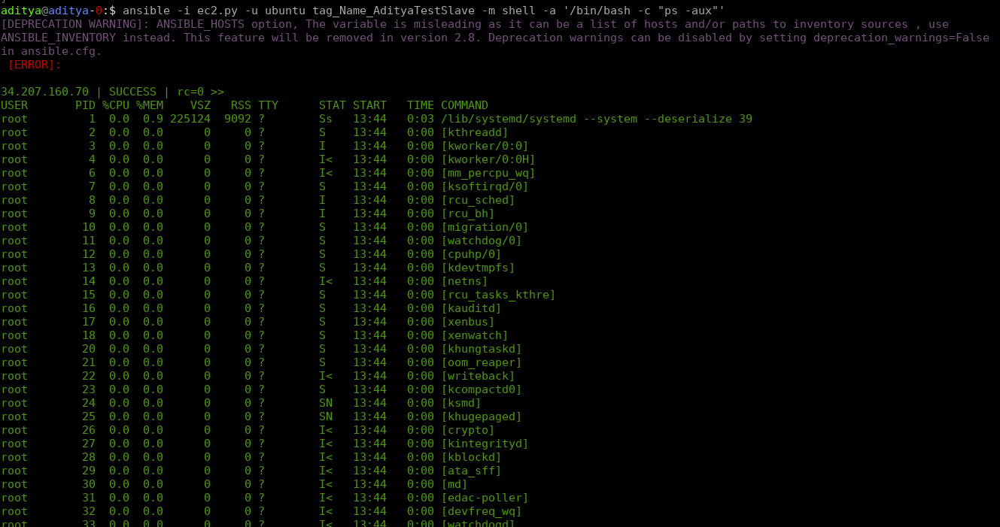 aditya@aditya-0:$ ansible -i ec2.py -u ubuntu tag_Name_AdityaTestSlave -m shell -a '/bin/bash -c "ps -aux"'
[DEPRECATION WARNING]: ANSIBLE_HOSTS option, The variable is misleading as it can be a list of hosts and/or paths to inventory sources , use
ANSIBLE_INVENTORY instead. This feature will be removed in version 2.8. Deprecation warnings can be disabled by setting deprecation_warnings=False
in ansible.cfg.
 [ERROR]:
34.207.160.70 | SUCCESS | rc=0 >>
USER       PID %CPU %MEM    VSZ   RSS TTY      STAT START   TIME COMMAND
root         1  0.0  0.9 225124  9092 ?        Ss   13:44   0:03 /lib/systemd/systemd --system --deserialize 39
root         2  0.0  0.0      0     0 ?        S    13:44   0:00 [kthreadd]
root         3  0.0  0.0      0     0 ?        I    13:44   0:00 [kworker/0:0]
root         4  0.0  0.0      0     0 ?        I<   13:44   0:00 [kworker/0:0H]
root         6  0.0  0.0      0     0 ?        I<   13:44   0:00 [mm_percpu_wq]
root         7  0.0  0.0      0     0 ?        S    13:44   0:00 [ksoftirqd/0]
root         8  0.0  0.0      0     0 ?        I    13:44   0:00 [rcu_sched]
root         9  0.0  0.0      0     0 ?        I    13:44   0:00 [rcu_bh]
root        10  0.0  0.0      0     0 ?        S    13:44   0:00 [migration/0]
root        11  0.0  0.0      0     0 ?        S    13:44   0:00 [watchdog/0]
root        12  0.0  0.0      0     0 ?        S    13:44   0:00 [cpuhp/0]
root        13  0.0  0.0      0     0 ?        S    13:44   0:00 [kdevtmpfs]
root        14  0.0  0.0      0     0 ?        I<   13:44   0:00 [netns]
root        15  0.0  0.0      0     0 ?        S    13:44   0:00 [rcu_tasks_kthre]
root        16  0.0  0.0      0     0 ?        S    13:44   0:00 [kauditd]
root        17  0.0  0.0      0     0 ?        S    13:44   0:00 [xenbus]
root        18  0.0  0.0      0     0 ?        S    13:44   0:00 [xenwatch]
root        20  0.0  0.0      0     0 ?        S    13:44   0:00 [khungtaskd]
root        21  0.0  0.0      0     0 ?        S    13:44   0:00 [oom_reaper]
root        22  0.0  0.0      0     0 ?        I<   13:44   0:00 [writeback]
root        23  0.0  0.0      0     0 ?        S    13:44   0:00 [kcompactd0]
root        24  0.0  0.0      0     0 ?        SN   13:44   0:00 [ksmd]
root        25  0.0  0.0      0     0 ?        SN   13:44   0:00 [khugepaged]
root        26  0.0  0.0      0     0 ?        I<   13:44   0:00 [crypto]
root        27  0.0  0.0      0     0 ?        I<   13:44   0:00 [kintegrityd]
root        28  0.0  0.0      0     0 ?        I<   13:44   0:00 [kblockd]
root        29  0.0  0.0      0     0 ?        I<   13:44   0:00 [ata_sff]
root        30  0.0  0.0      0     0 ?        I<   13:44   0:00 [md]
root        31  0.0  0.0      0     0 ?        I<   13:44   0:00 [edac-poller]
root        32  0.0  0.0      0     0 ?        I<   13:44   0:00 [devfreq_wq]
root        33  0.0  0.0      0     0 ?        I<   13:44   0:00 [watchdogd]